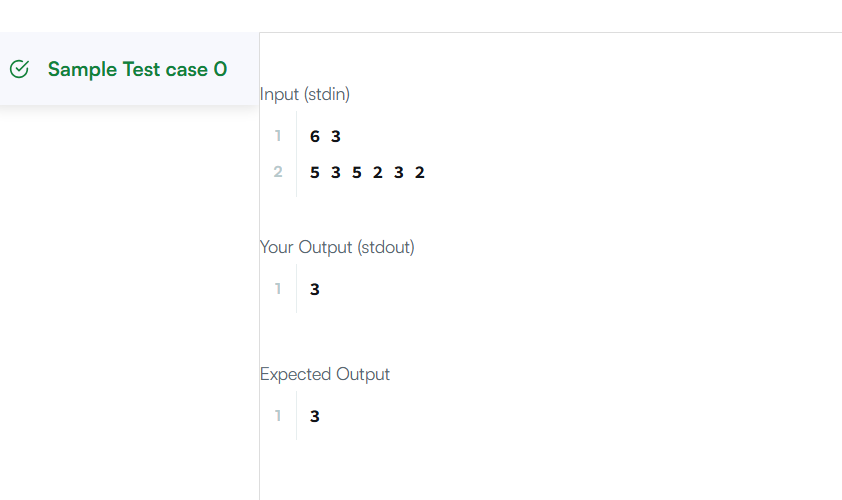 Sample Test case 0
Input (stdin)
1 6 3
2 5 3 5 2 3 2
Your Output (stdout)
1 3
Expected Output
1 3